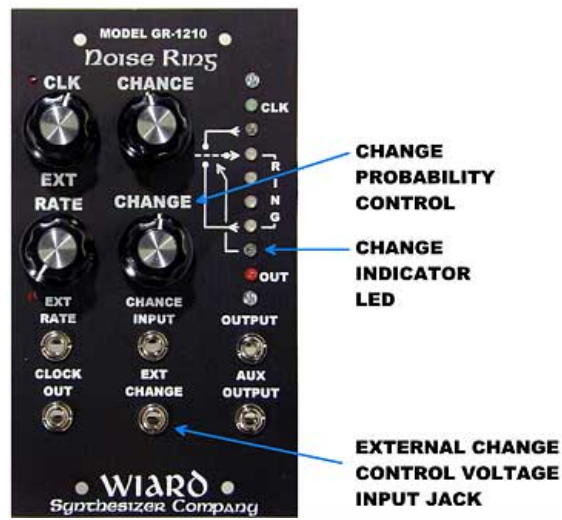 MODEL GR-1210
Noise Ring
CLK CHANCE
CLK
EXT
RATE CHANGE
R
I
N
G
OUT
EXT
RATE
CHANCE
INPUT
OUTPUT
CLOCK
OUT
EXT
CHANGE
AUX
OUTPUT
WIARD
Synthesizer Company
CHANGE
PROBABILITY
CONTROL
CHANGE
INDICATOR
LED
EXTERNAL CHANGE
CONTROL VOLTAGE
INPUT JACK